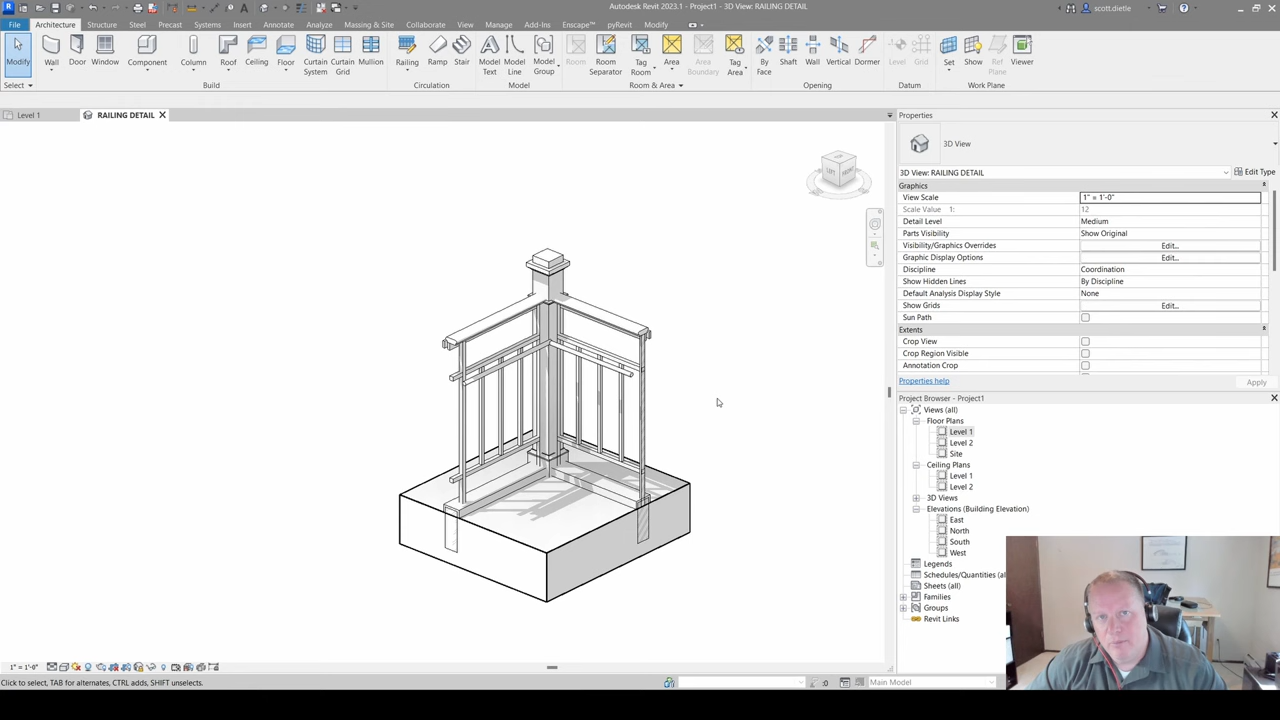 Autodesk Revit 2023.1 - Project1 - 3D View: RAILING DETAIL
scott.dietle
File Architecture Structure Steel Precast Systems Insert Annotate Analyze Massing & Site Collaborate View Manage Add-Ins Enscape™ pyRevit Modify
Modify Wall Door Window Component Column Roof Ceiling Floor Curtain System Curtain Grid Mullion Railing Ramp Stair Model Text Model Line Model Group Room Room Separator Tag Room Area Area Boundary Tag Area By Face Shaft Wall Vertical Dormer Level Grid Set Show Ref Plane Viewer
Select Build Circulation Model Room & Area Opening Datum Work Plane
Level 1
RAILING DETAIL
Properties
3D View
3D View: RAILING DETAIL Edit Type
Graphics
View Scale 1" = 1'-0"
Scale Value 1: 12
Detail Level Medium
Parts Visibility Show Original
Visibility/Graphics Overrides Edit...
Graphic Display Options Edit...
Discipline Coordination
Show Hidden Lines By Discipline
Default Analysis Display Style None
Show Grids Edit...
Sun Path
Extents
Crop View
Crop Region Visible
Annotation Crop
Properties help Apply
Project Browser - Project1
Views (all)
Floor Plans
Level 1
Level 2
Site
Ceiling Plans
Level 1
Level 2
3D Views
Elevations (Building Elevation)
East
North
South
West
Legends
Schedules/Quantities (al
Sheets (all)
Families
Groups
Revit Links
LEFT FRONT
1" = 1'-0"
Click to select, TAB for alternates, CTRL adds, SHIFT unselects.
:0
Main Model